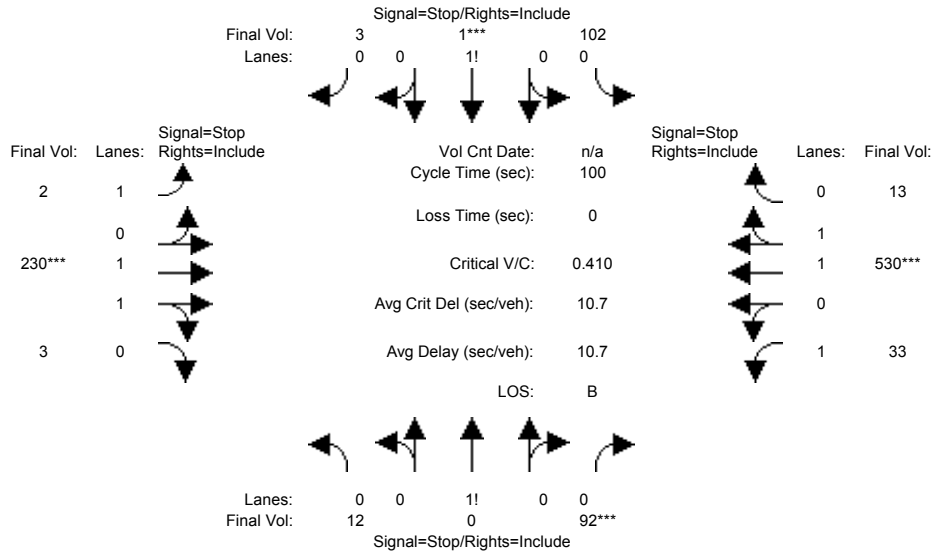 Signal=Stop/Rights=Include
Final Vol: 3 1*** 102
Lanes: 0 0 1! 0 0
Signal=Stop Signal=Stop
Final Vol: Lanes: Rights=Include Vol Cnt Date: n/a Rights=Include Lanes: Final Vol:
Cycle Time (sec): 100
2 1 0 13
Loss Time (sec): 0
0 1
230*** 1 Critical V/C: 0.410 1 530***
1 Avg Crit Del (sec/veh): 10.7 0
3 0 Avg Delay (sec/veh): 10.7 1 33
LOS: B
Lanes: 0 0 1! 0 0
Final Vol: 12 0 92***
Signal=Stop/Rights=Include